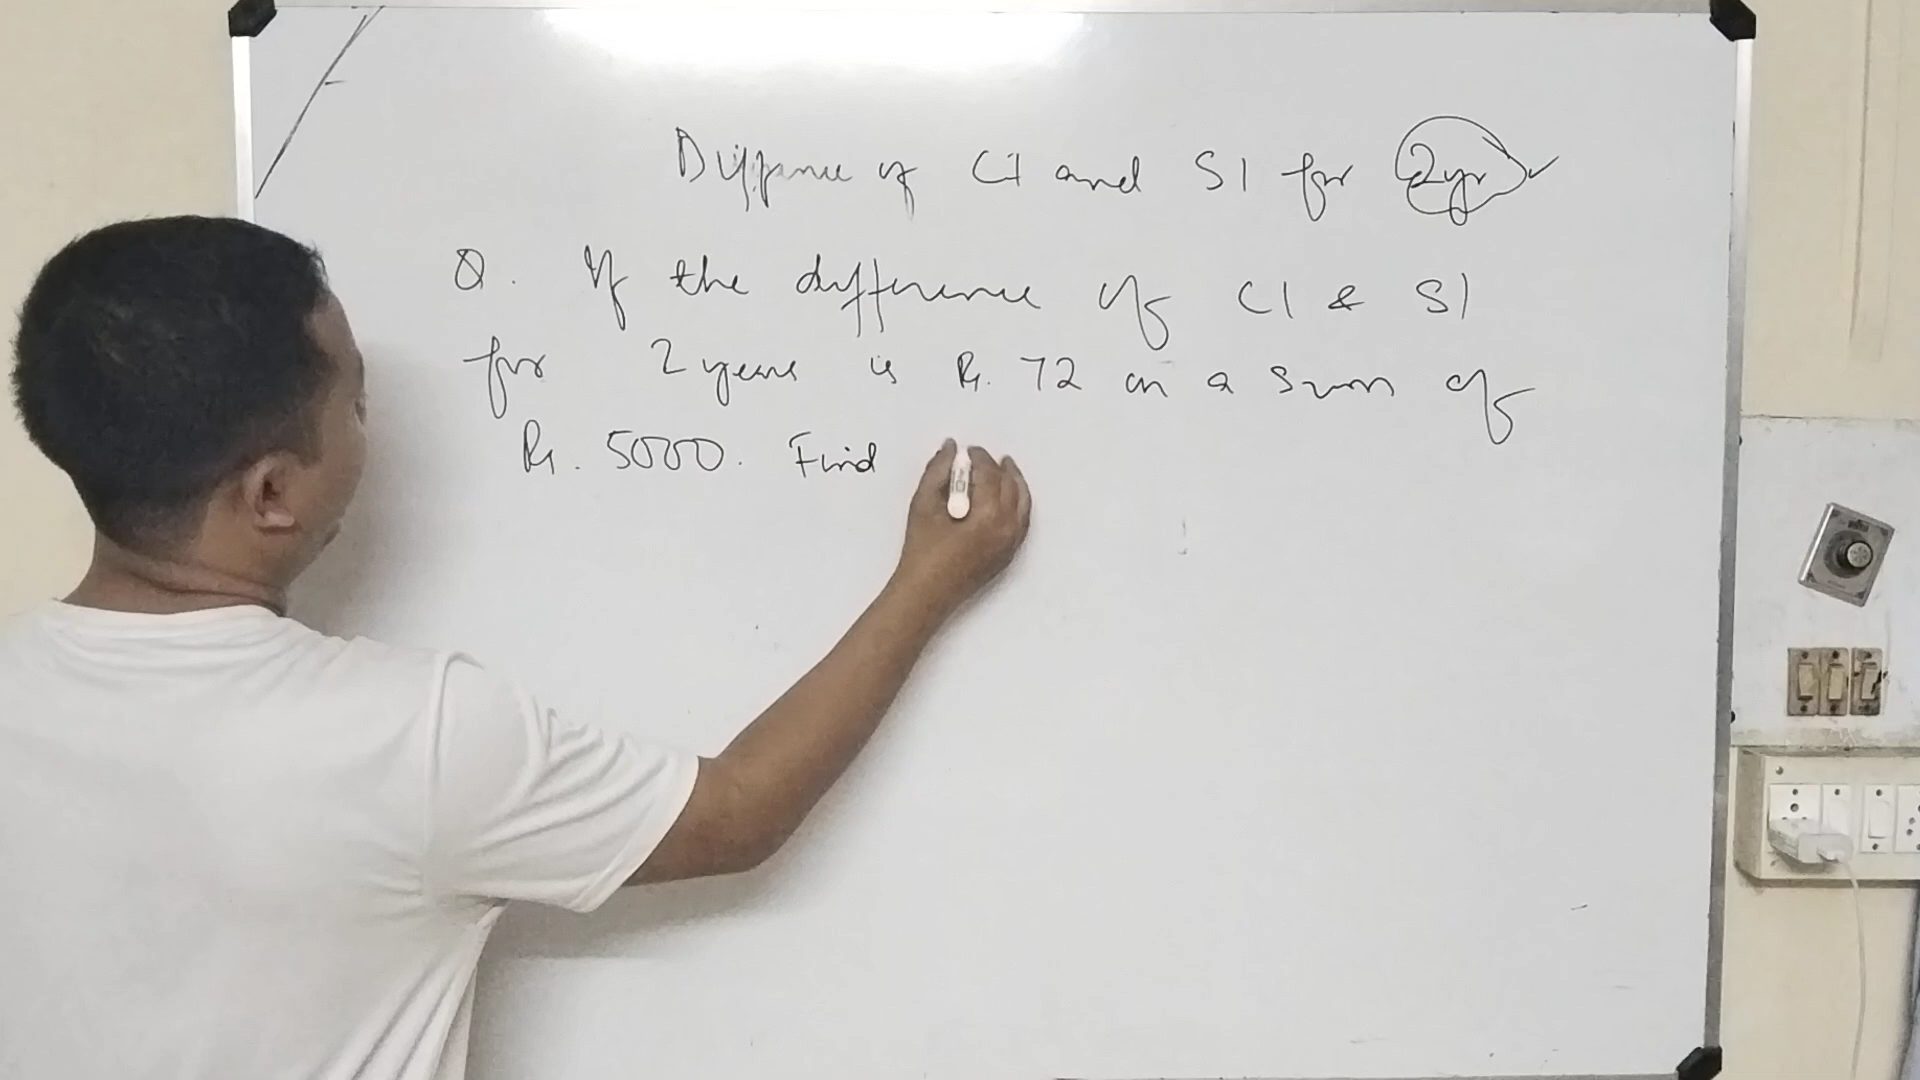 Difference of CI and SI for 2yr
Q. If the difference of CI & SI
for 2 years is Rs. 72 on a sum of
Rs. 5000. Find